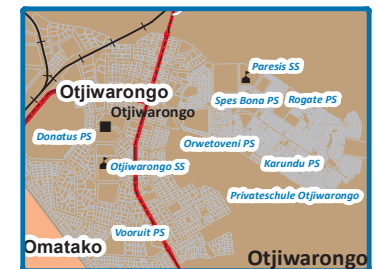 Paresis SS
Otjiwarongo
Spes Bona PS
Rogate PS
Otjiwarongo
Donatus PS
Orwetoveni PS
Otjiwarongo SS
Karundu PS
Privateschule Otjiwarongo
Vooruit PS
Omatako
Otjiwarongo